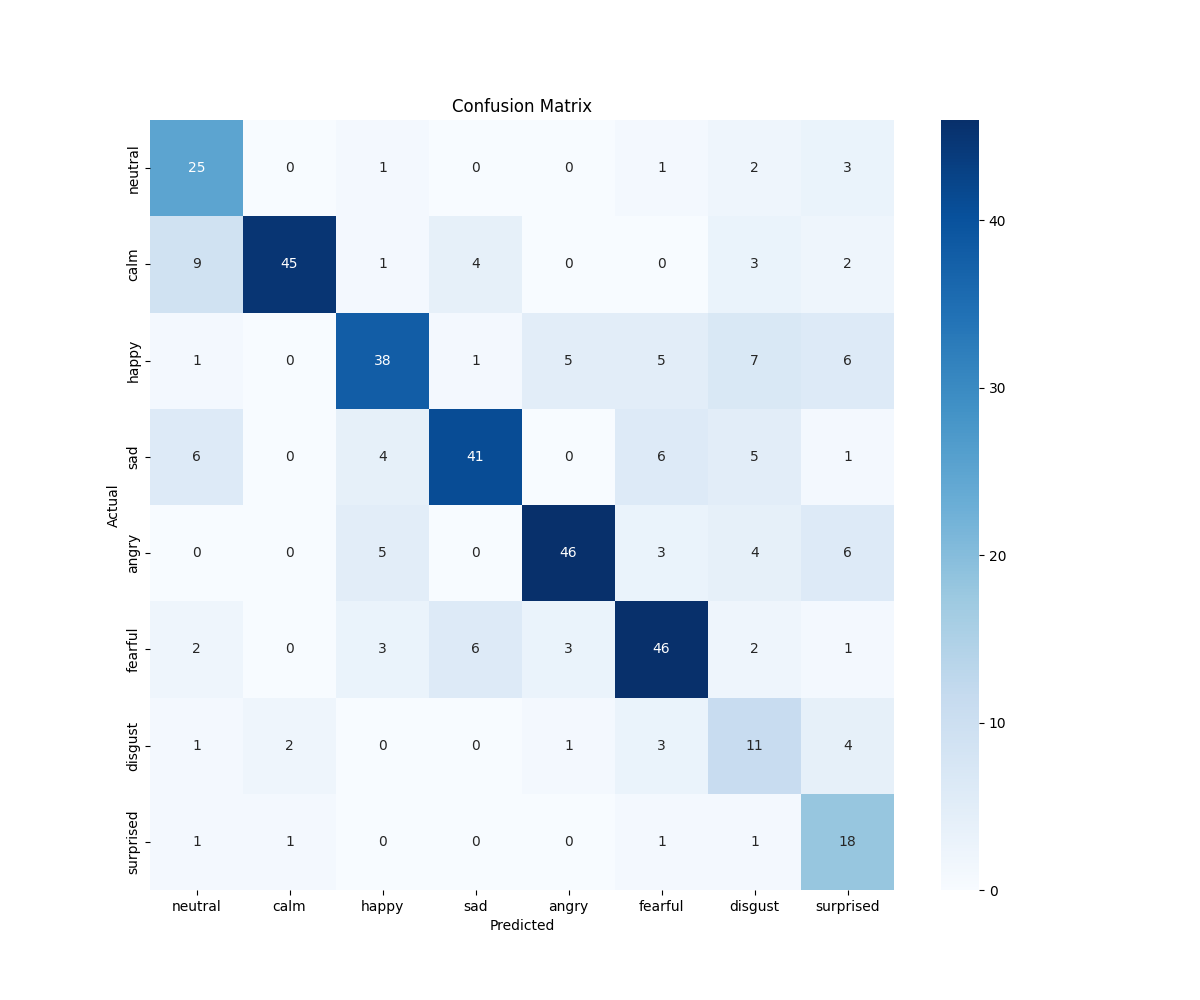 Confusion Matrix
neutral 25 0 1 0 0 1 2 3
calm 9 45 1 4 0 0 3 2
happy 1 0 38 1 5 5 7 6
sad 6 0 4 41 0 6 5 1
angry 0 0 5 0 46 3 4 6
fearful 2 0 3 6 3 46 2 1
disgust 1 2 0 0 1 3 11 4
surprised 1 1 0 0 0 1 1 18
Actual
neutral calm happy sad angry fearful disgust surprised
Predicted
40
30
20
10
0